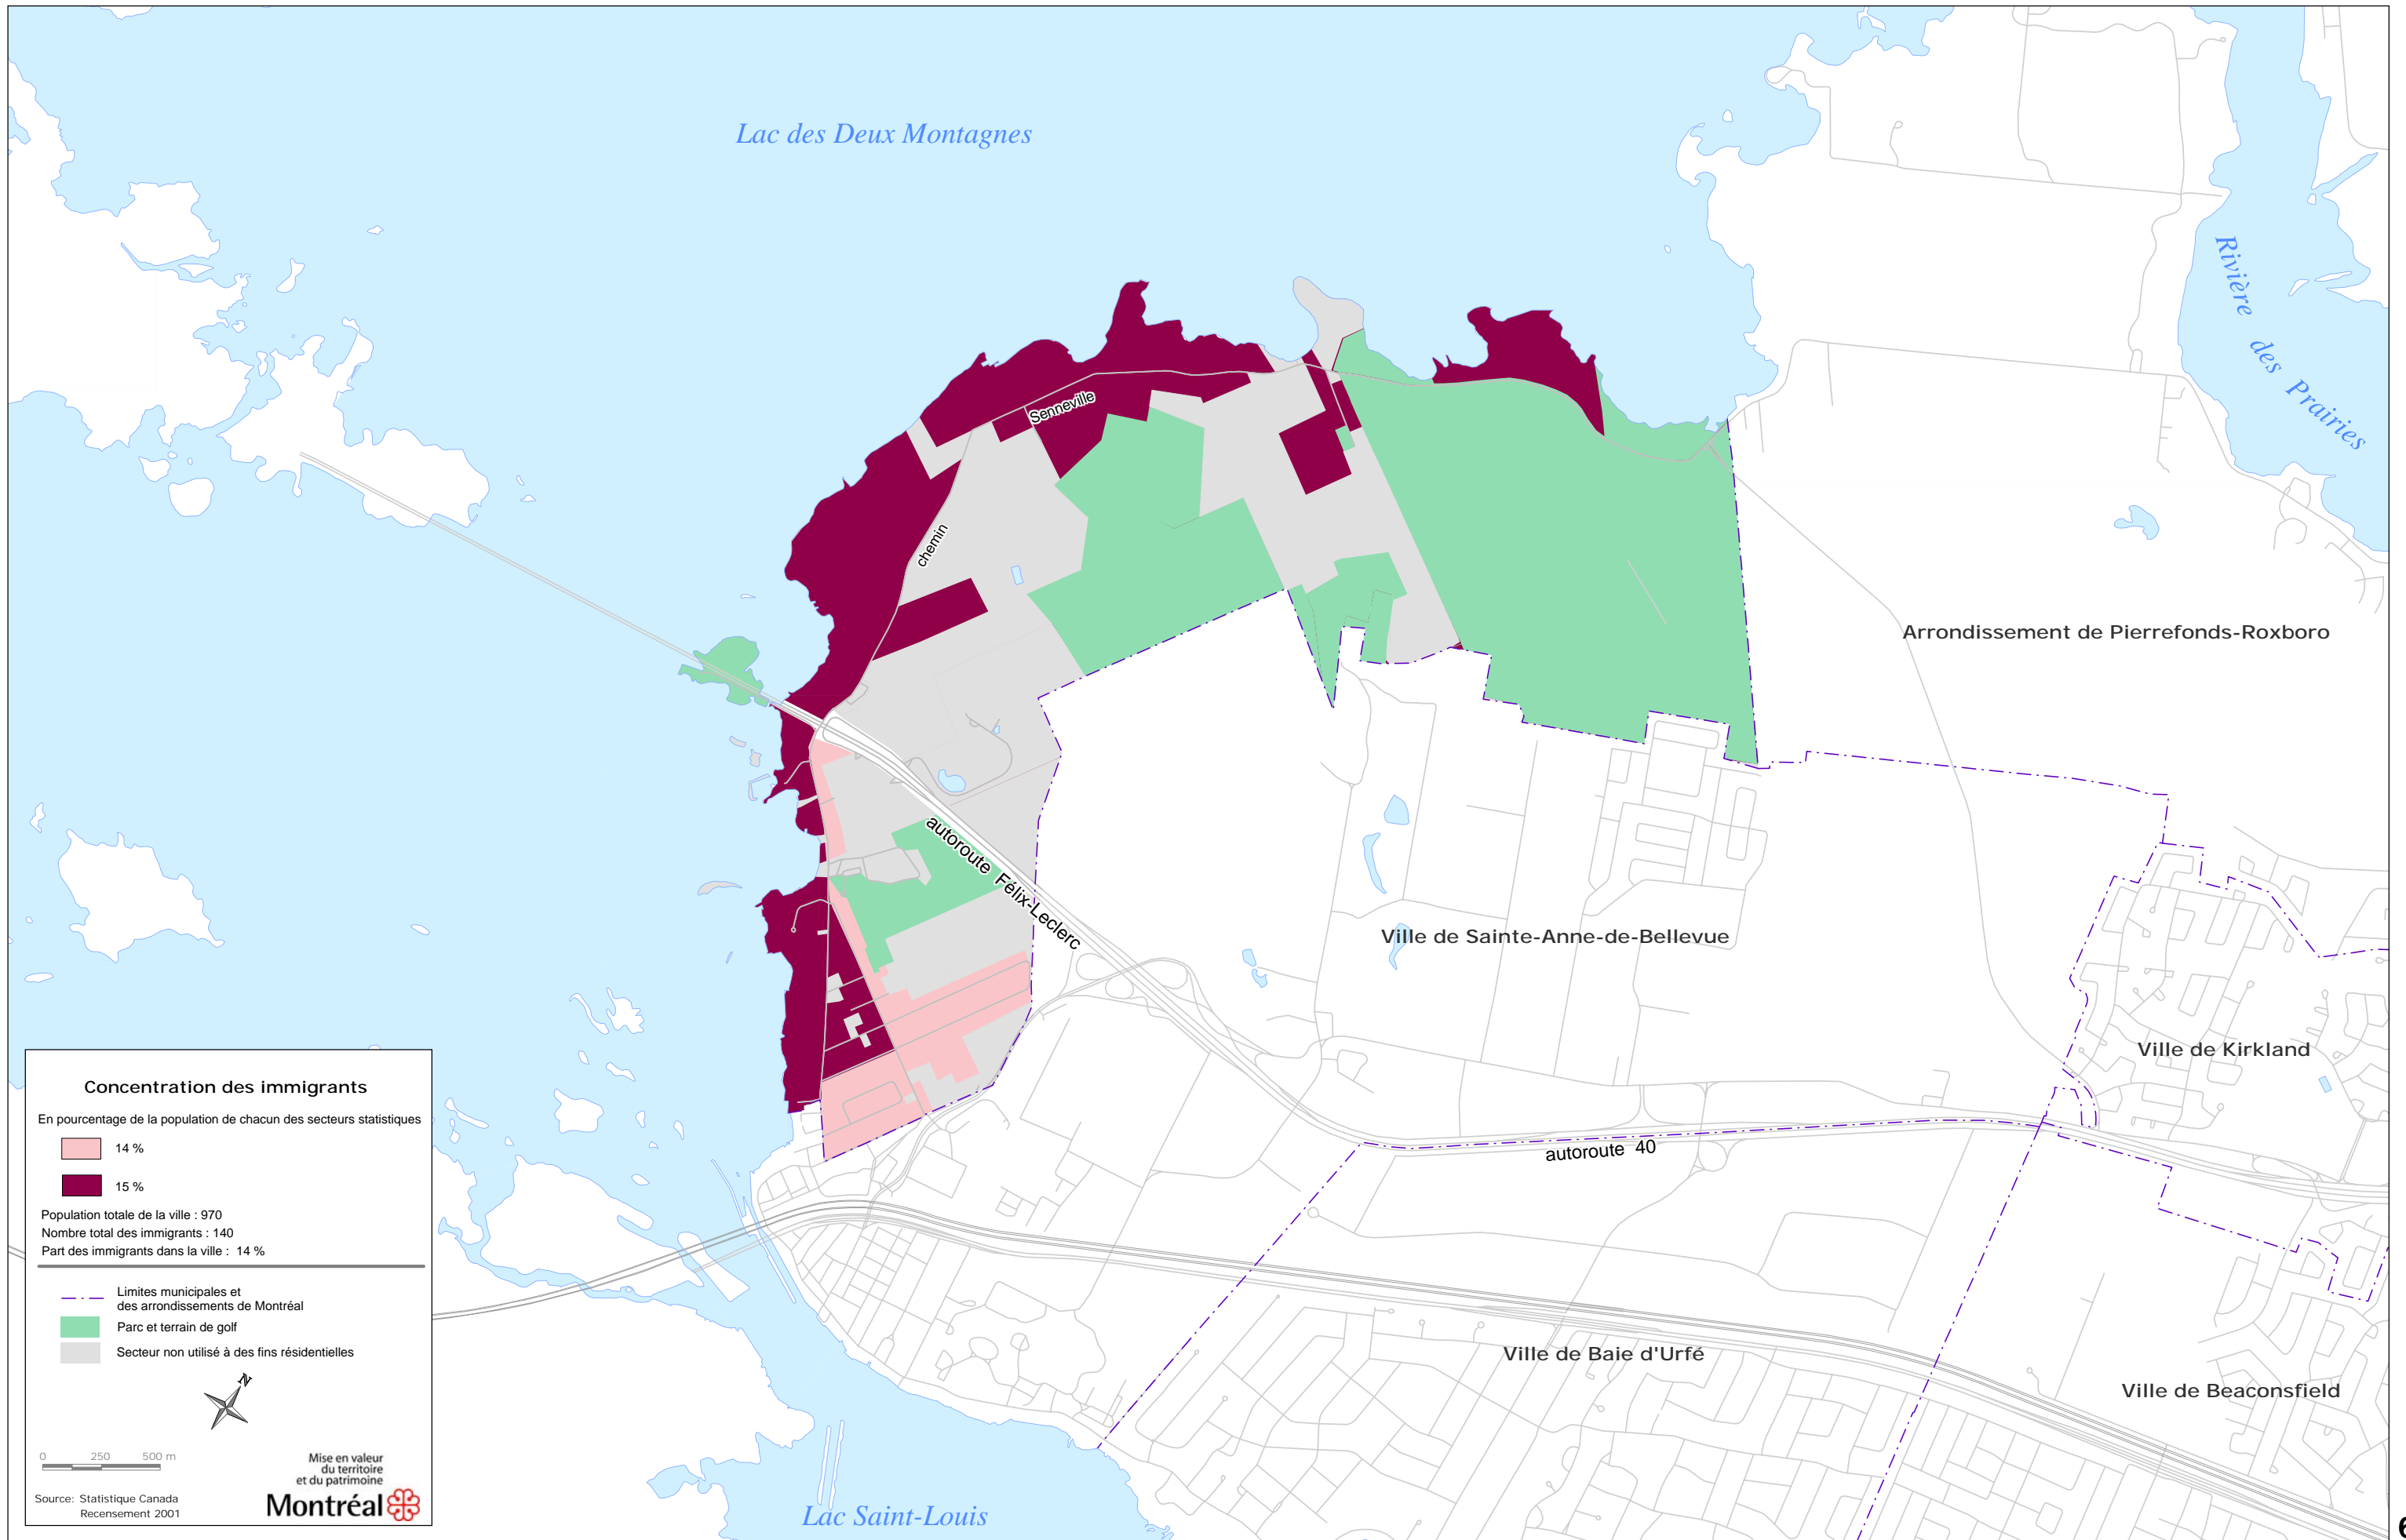 Lac des Deux Montagnes
Rivière
des Prairies
Senneville
chemin
Arrondissement de Pierrefonds-Roxboro
autoroute Félix-Leclerc
Ville de Sainte-Anne-de-Bellevue
Ville de Kirkland
autoroute 40
Ville de Baie d'Urfé
Ville de Beaconsfield
Lac Saint-Louis
Concentration des immigrants
En pourcentage de la population de chacun des secteurs statistiques
14 %
15 %
Population totale de la ville : 970
Nombre total des immigrants : 140
Part des immigrants dans la ville : 14 %
Limites municipales et
des arrondissements de Montréal
Parc et terrain de golf
Secteur non utilisé à des fins résidentielles
N
0 250 500 m
Mise en valeur
du territoire
et du patrimoine
Montréal
Source: Statistique Canada
Recensement 2001